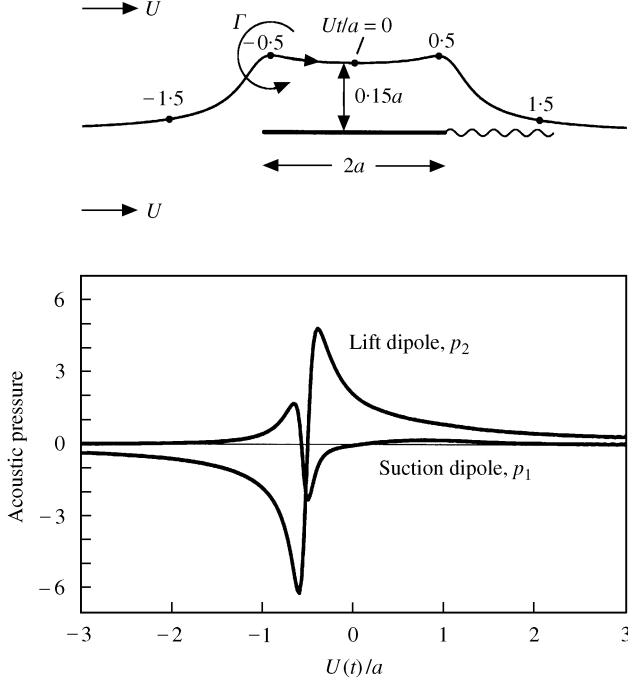 U
Γ
Ut/a = 0
−0·5
0·5
−1·5
0·15a
1·5
2a
U
6
3
0
−3
−6
Acoustic pressure
Lift dipole, p₂
Suction dipole, p₁
−3 −2 −1 0 1 2 3
U(t)/a